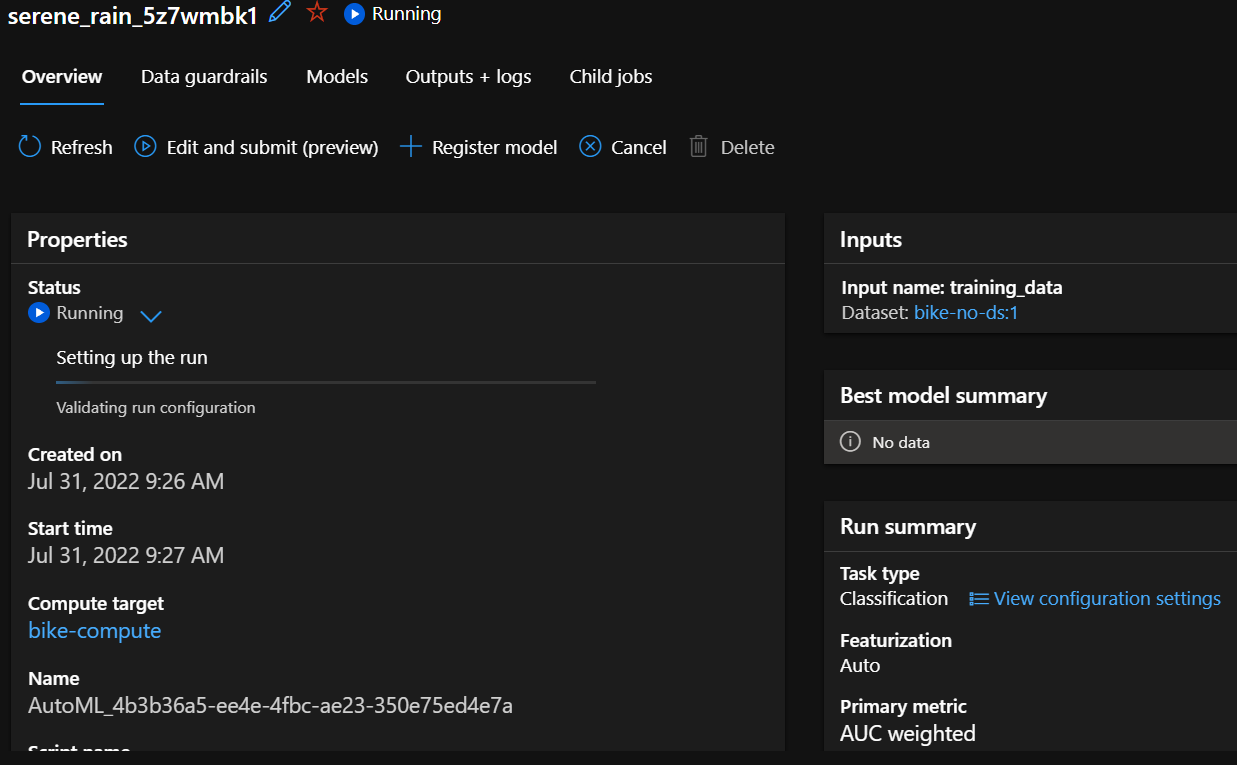 serene_rain_5z7wmbk1 Running
Overview Data guardrails Models Outputs + logs Child jobs
Refresh Edit and submit (preview) Register model Cancel Delete
Properties
Status
Running
Setting up the run
Validating run configuration
Created on
Jul 31, 2022 9:26 AM
Start time
Jul 31, 2022 9:27 AM
Compute target
bike-compute
Name
AutoML_4b3b36a5-ee4e-4fbc-ae23-350e75ed4e7a
Script name
Inputs
Input name: training_data
Dataset: bike-no-ds:1
Best model summary
No data
Run summary
Task type
Classification View configuration settings
Featurization
Auto
Primary metric
AUC weighted